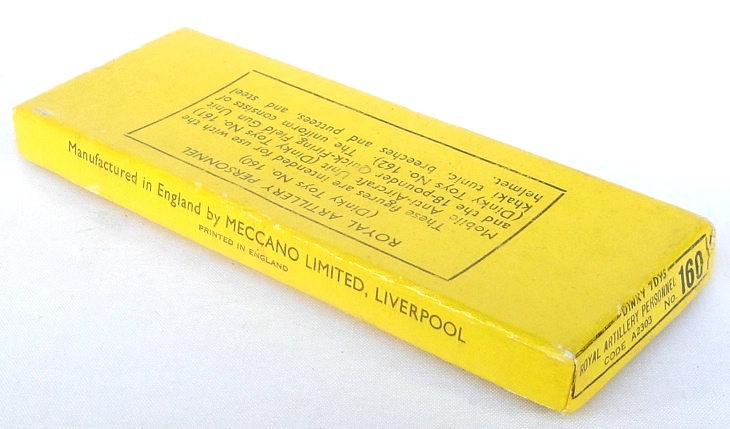 ROYAL ARTILLERY PERSONNEL
(Dinky Toys No. 160)
These figures are intended for use with the
Mobile Anti-Aircraft Unit (Dinky Toys No. 161)
and the 18-pounder Quick-Firing Field Gun Unit
(Dinky Toys No. 162). The uniform consists of
khaki tunic, breeches and puttees, and steel
helmet.
Manufactured in England by MECCANO LIMITED, LIVERPOOL
PRINTED IN ENGLAND
DINKY TOYS
ROYAL ARTILLERY PERSONNEL
CODE A2303 No. 160